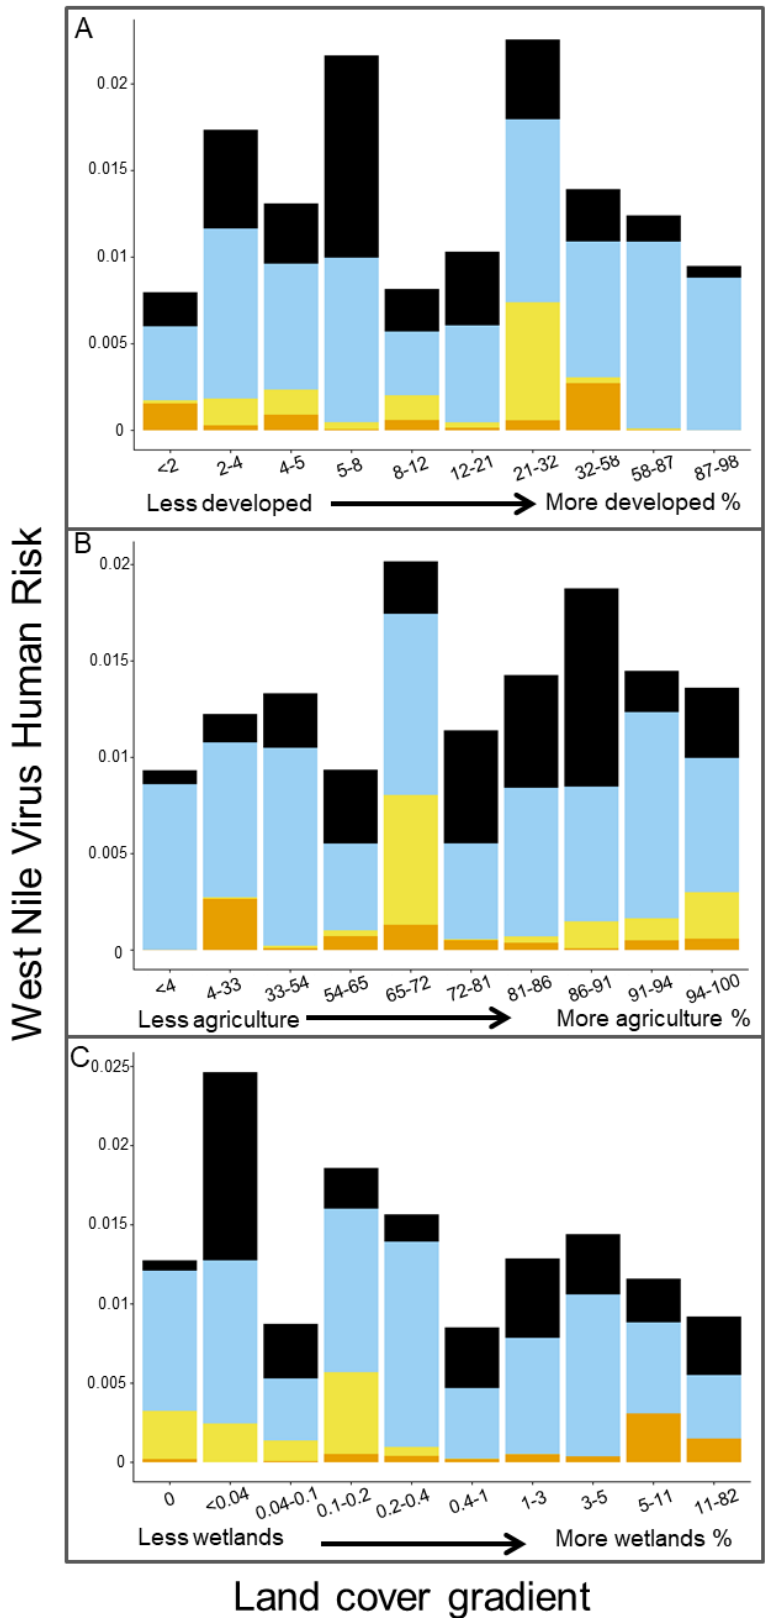 West Nile Virus Human Risk
A
0.02
0.015
0.01
0.005
0
<2 2-4 4-5 5-8 8-12 12-21 21-32 32-58 58-87 87-98
Less developed More developed %
B
0.02
0.015
0.01
0.005
0
<4 4-33 33-54 54-65 65-72 72-81 81-86 86-91 91-94 94-100
Less agriculture More agriculture %
C
0.025
0.02
0.015
0.01
0.005
0
0 <0.04 0.04-0.1 0.1-0.2 0.2-0.4 0.4-1 1-3 3-5 5-11 11-82
Less wetlands More wetlands %
Land cover gradient